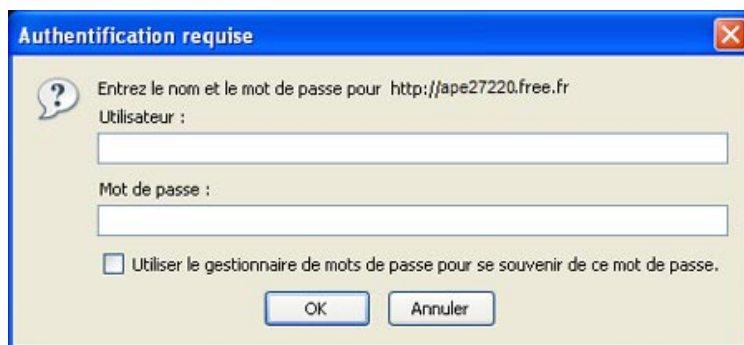 Authentification requise
Entrez le nom et le mot de passe pour http://ape27220.free.fr
Utilisateur :
Mot de passe :
Utiliser le gestionnaire de mots de passe pour se souvenir de ce mot de passe.
OK Annuler